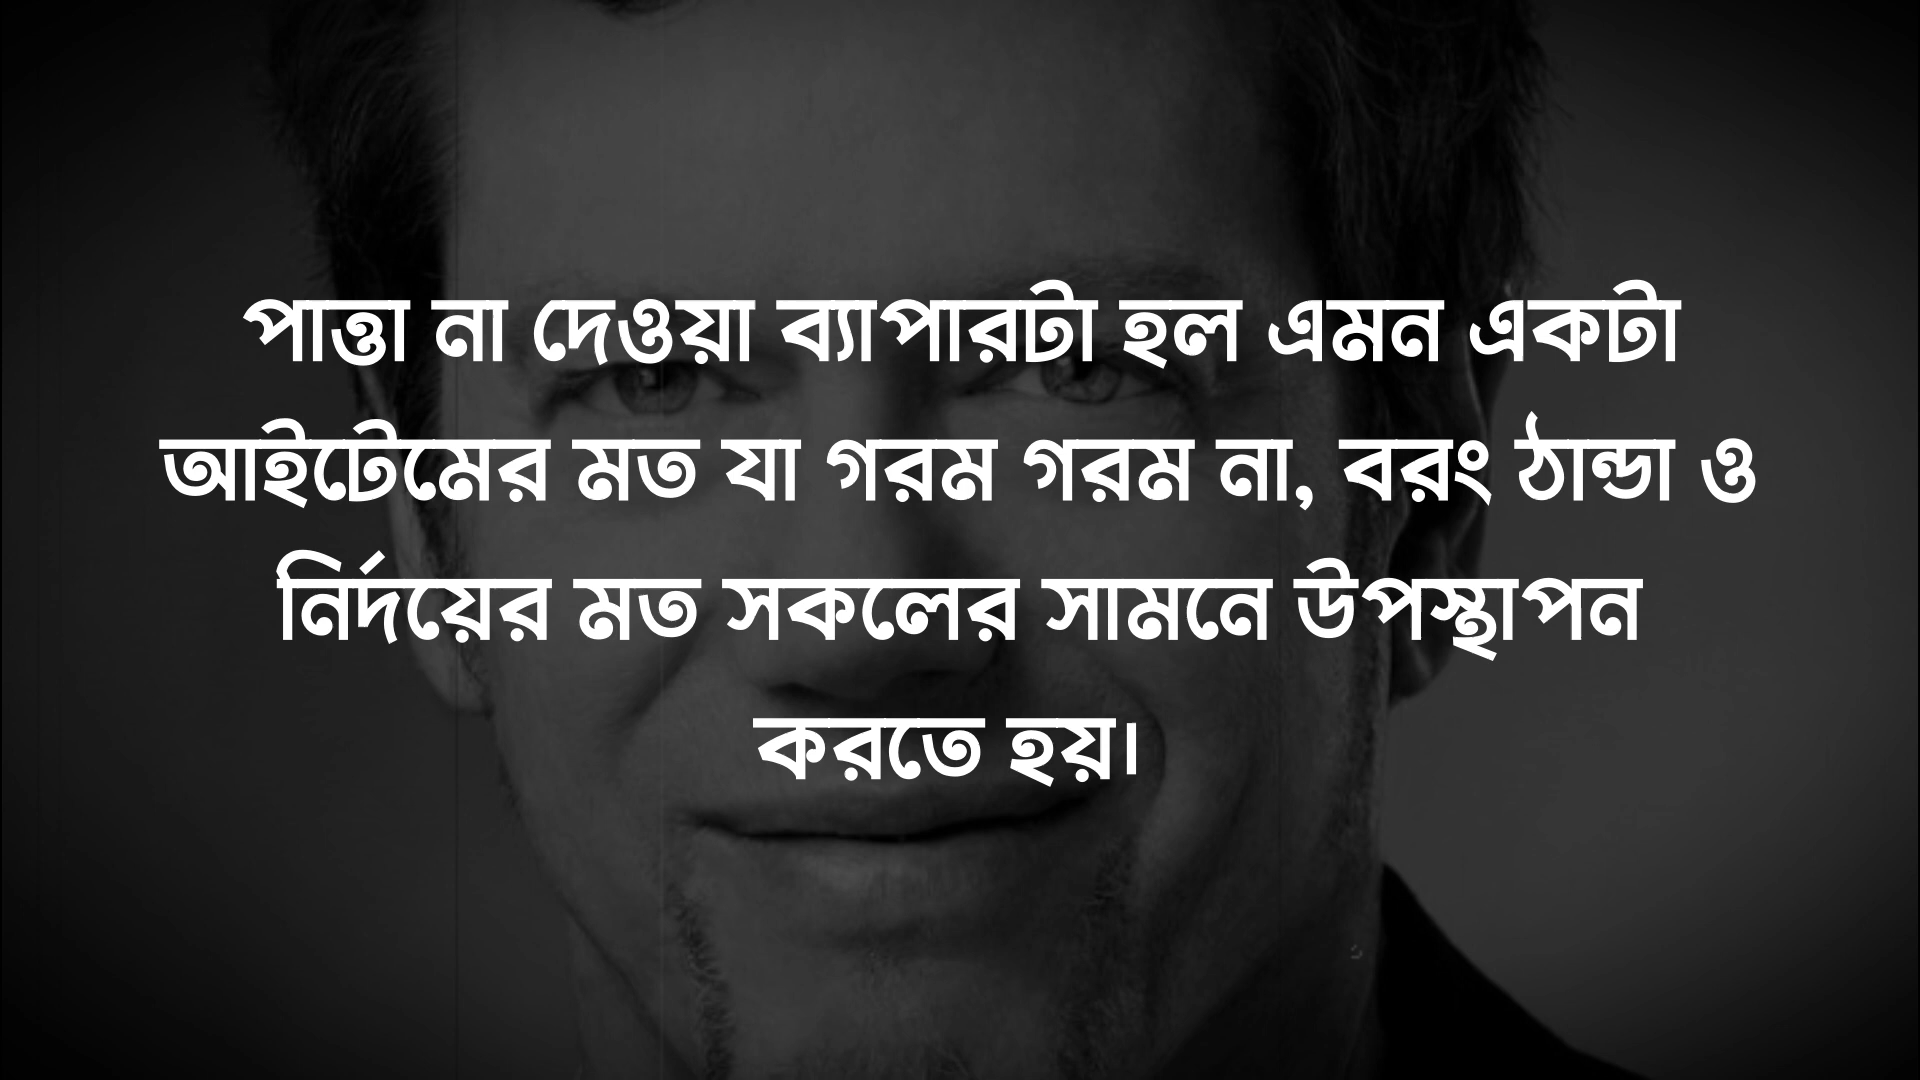 পাত্তা না দেওয়া ব্যাপারটা হল এমন একটা
আইটেমের মত যা গরম গরম না, বরং ঠান্ডা ও
নির্দয়ের মত সকলের সামনে উপস্থাপন
করতে হয়।